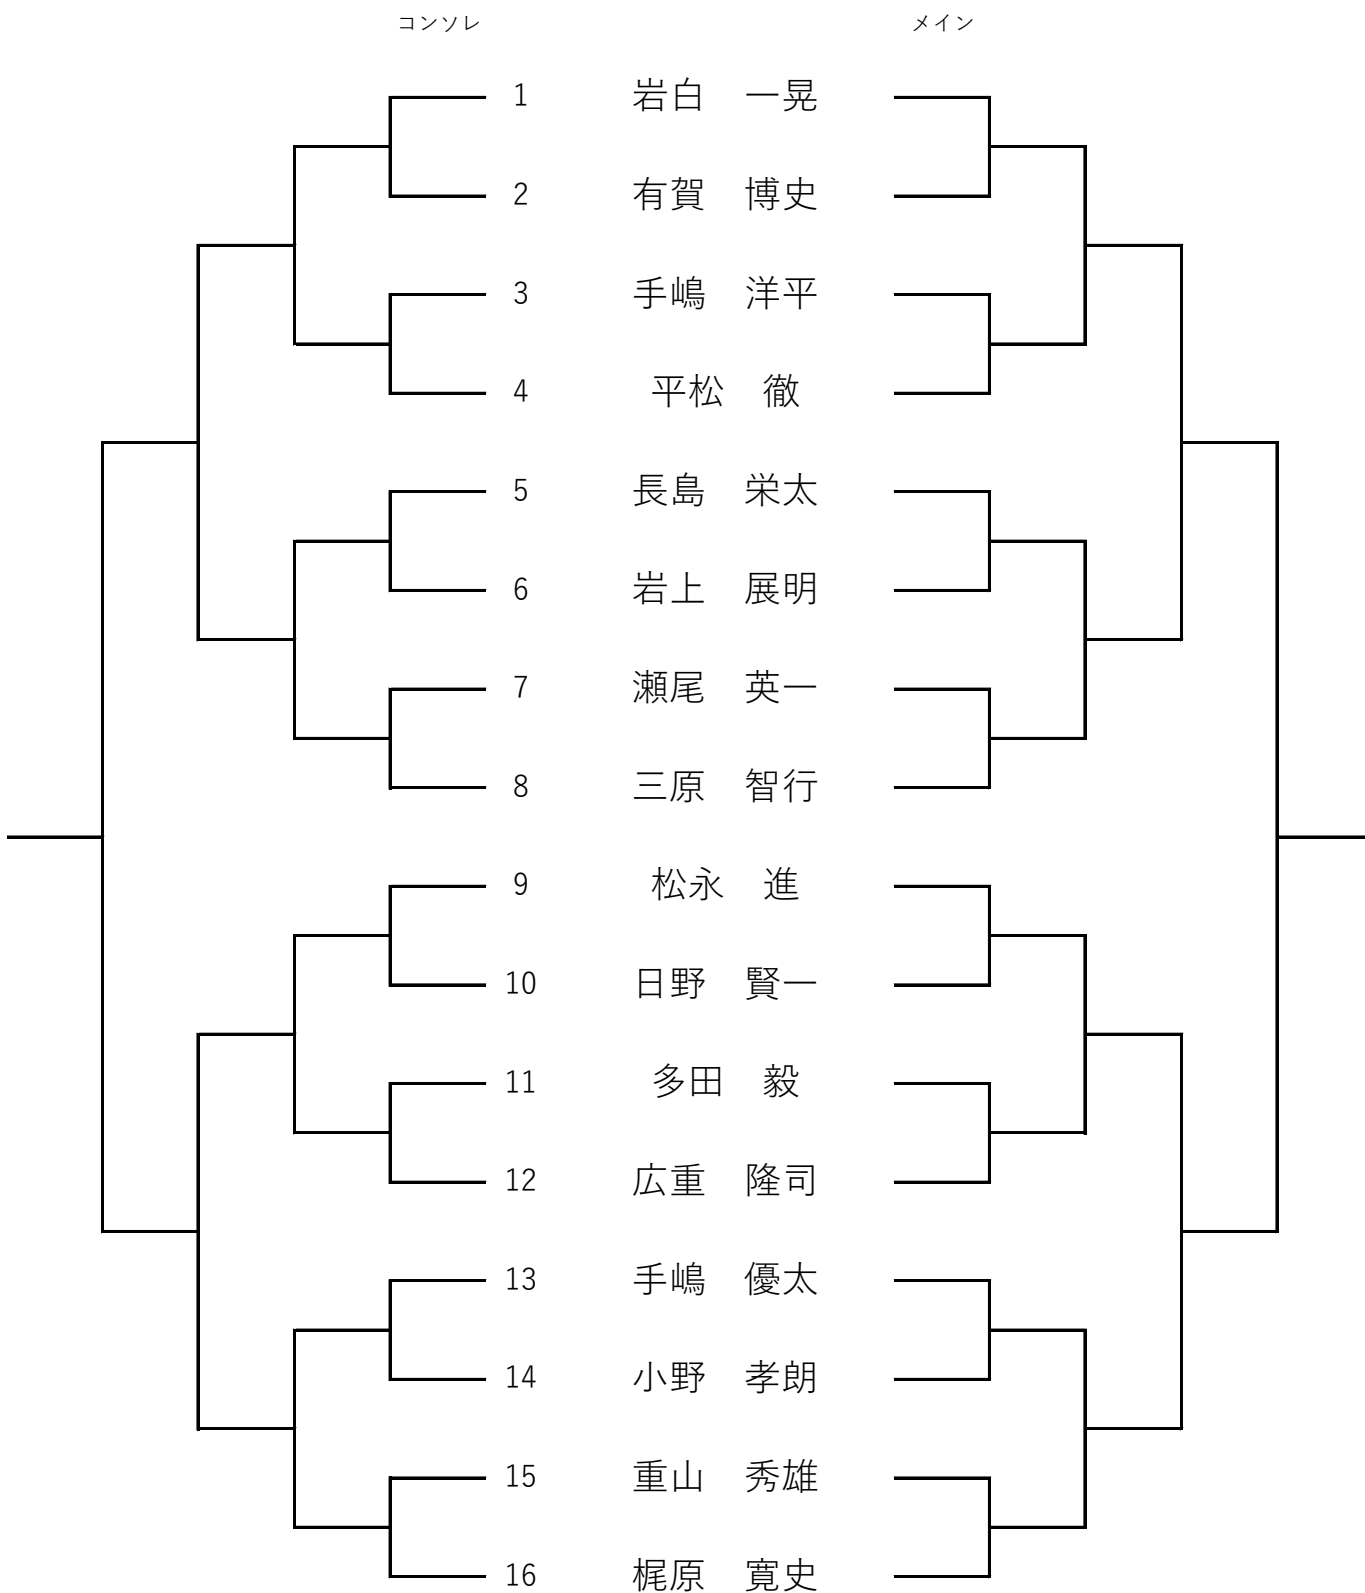 コンソレ メイン
1 岩白 一晃
2 有賀 博史
3 手嶋 洋平
4 平松 徹
5 長島 栄太
6 岩上 展明
7 瀬尾 英一
8 三原 智行
9 松永 進
10 日野 賢一
11 多田 毅
12 広重 隆司
13 手嶋 優太
14 小野 孝朗
15 重山 秀雄
16 梶原 寛史